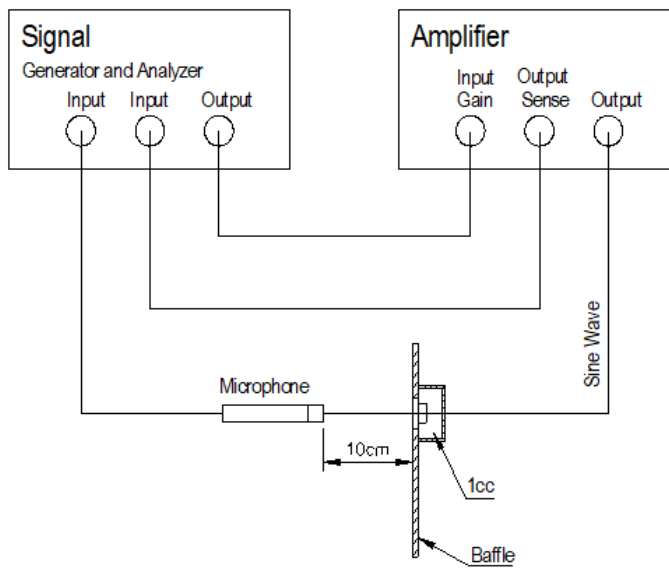 Signal
Generator and Analyzer
Input Input Output
Amplifier
Input
Gain
Output
Sense
Output
Sine Wave
Microphone
10cm
1cc
Baffle